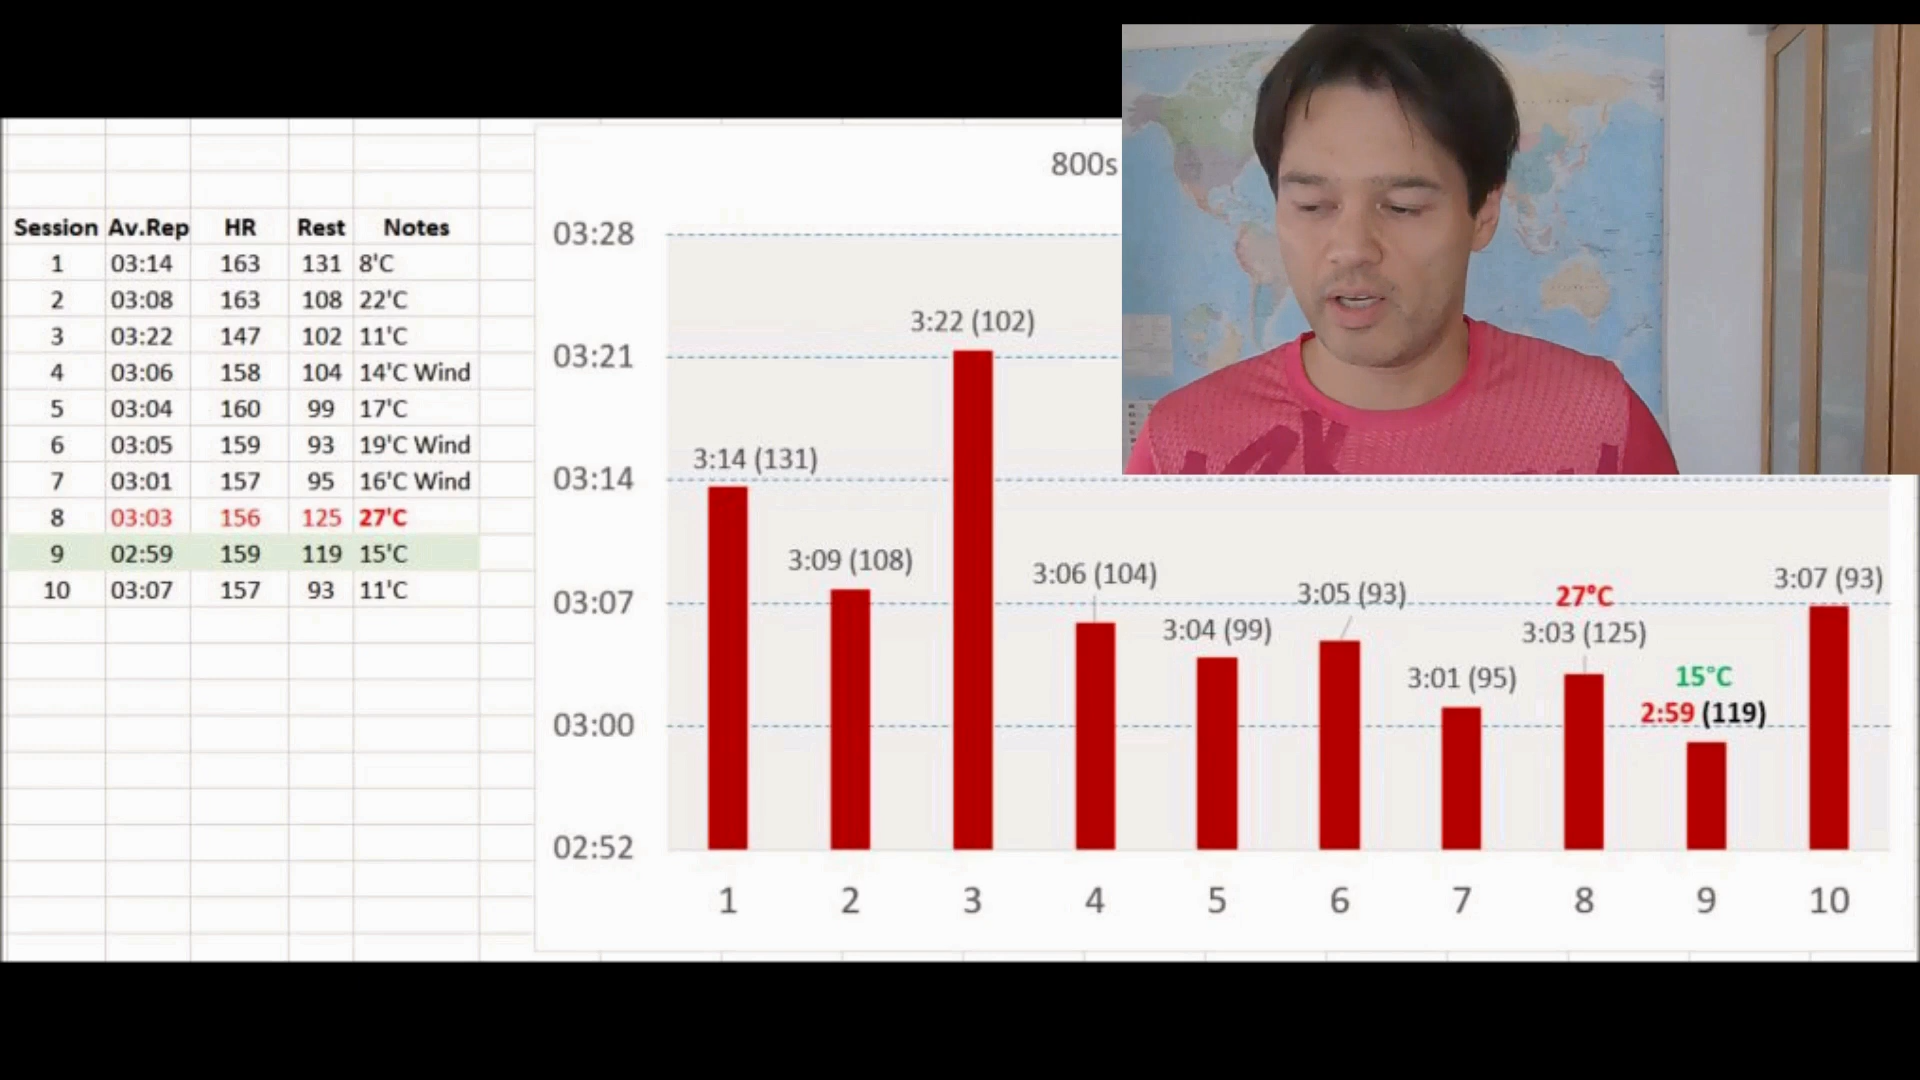 Session Av.Rep HR Rest Notes
1 03:14 163 131 8'C
2 03:08 163 108 22'C
3 03:22 147 102 11'C
4 03:06 158 104 14'C Wind
5 03:04 160 99 17'C
6 03:05 159 93 19'C Wind
7 03:01 157 95 16'C Wind
8 03:03 156 125 27'C
9 02:59 159 119 15'C
10 03:07 157 93 11'C
800s
03:28
03:21
03:14
03:07
03:00
02:52
3:14 (131)
3:09 (108)
3:22 (102)
3:06 (104)
3:04 (99)
3:05 (93)
3:01 (95)
27°C
3:03 (125)
15°C
2:59 (119)
3:07 (93)
1 2 3 4 5 6 7 8 9 10